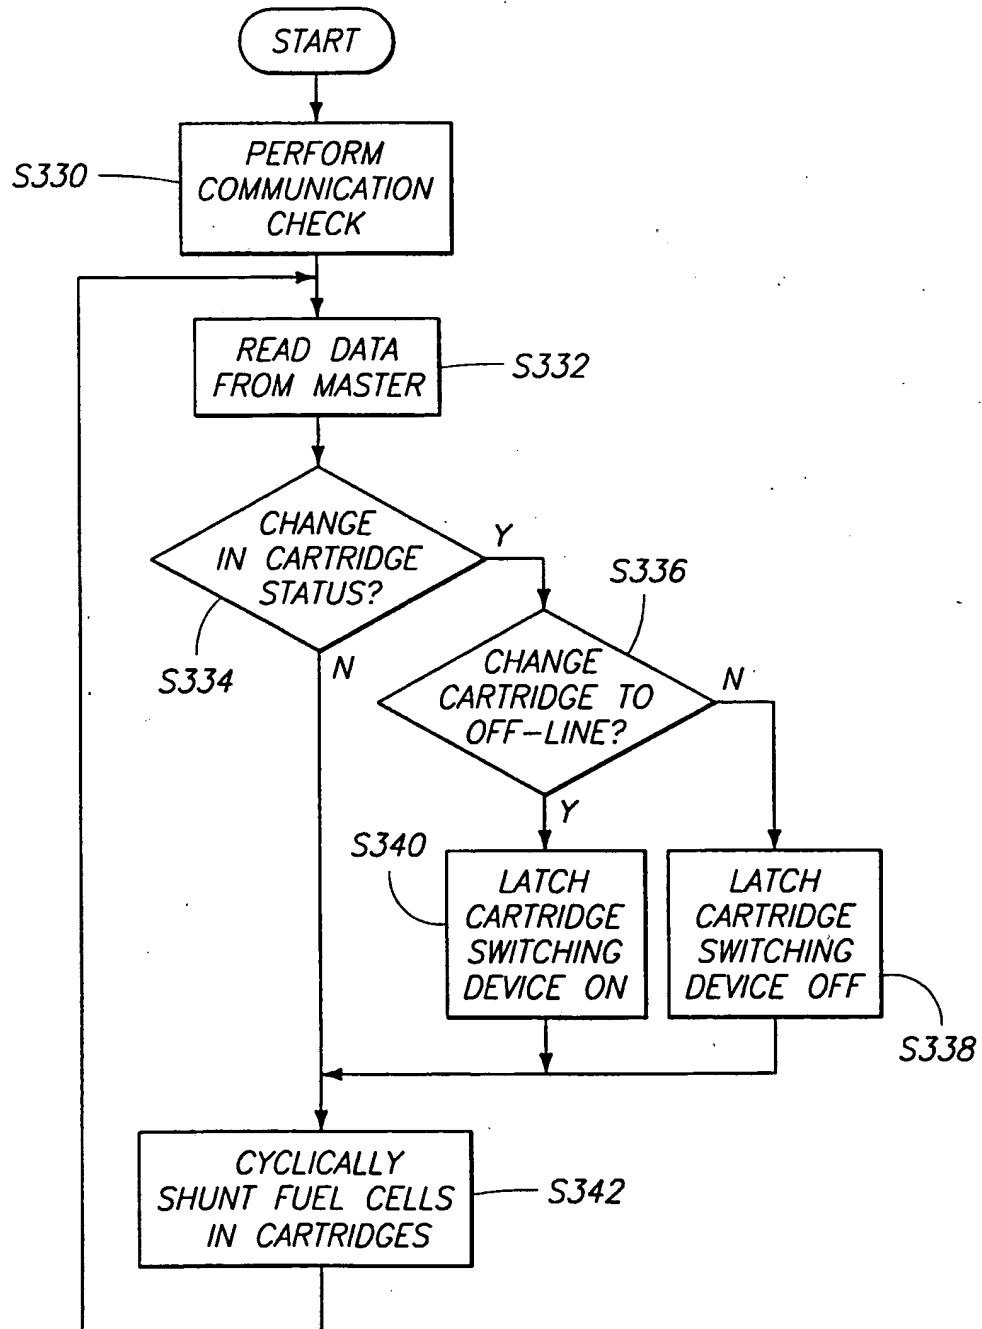 START
S330
PERFORM
COMMUNICATION
CHECK
READ DATA
FROM MASTER
S332
CHANGE
IN CARTRIDGE
STATUS?
Y
S334
N
S336
CHANGE
CARTRIDGE TO
OFF-LINE?
N
Y
S340
LATCH
CARTRIDGE
SWITCHING
DEVICE ON
LATCH
CARTRIDGE
SWITCHING
DEVICE OFF
S338
CYCLICALLY
SHUNT FUEL CELLS
IN CARTRIDGES
S342